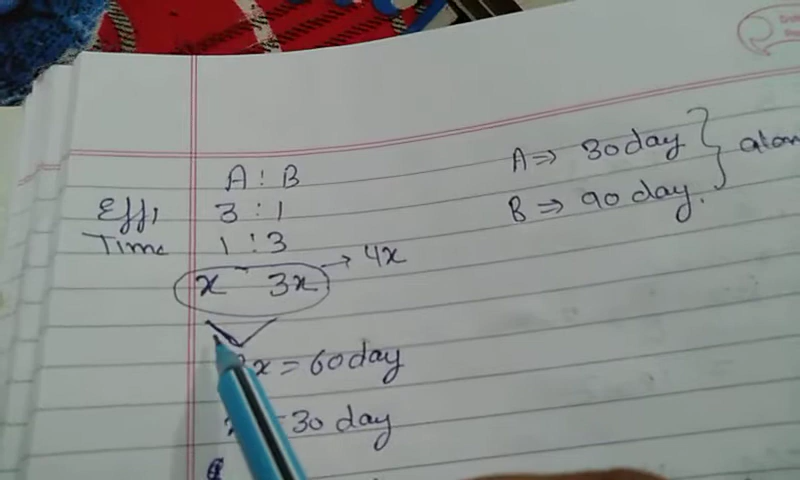 A : B
Effi 3 : 1
Time 1 : 3
x 3x → 4x
x = 60 day
= 30 day
A ⇒ 30 day
B ⇒ 90 day.